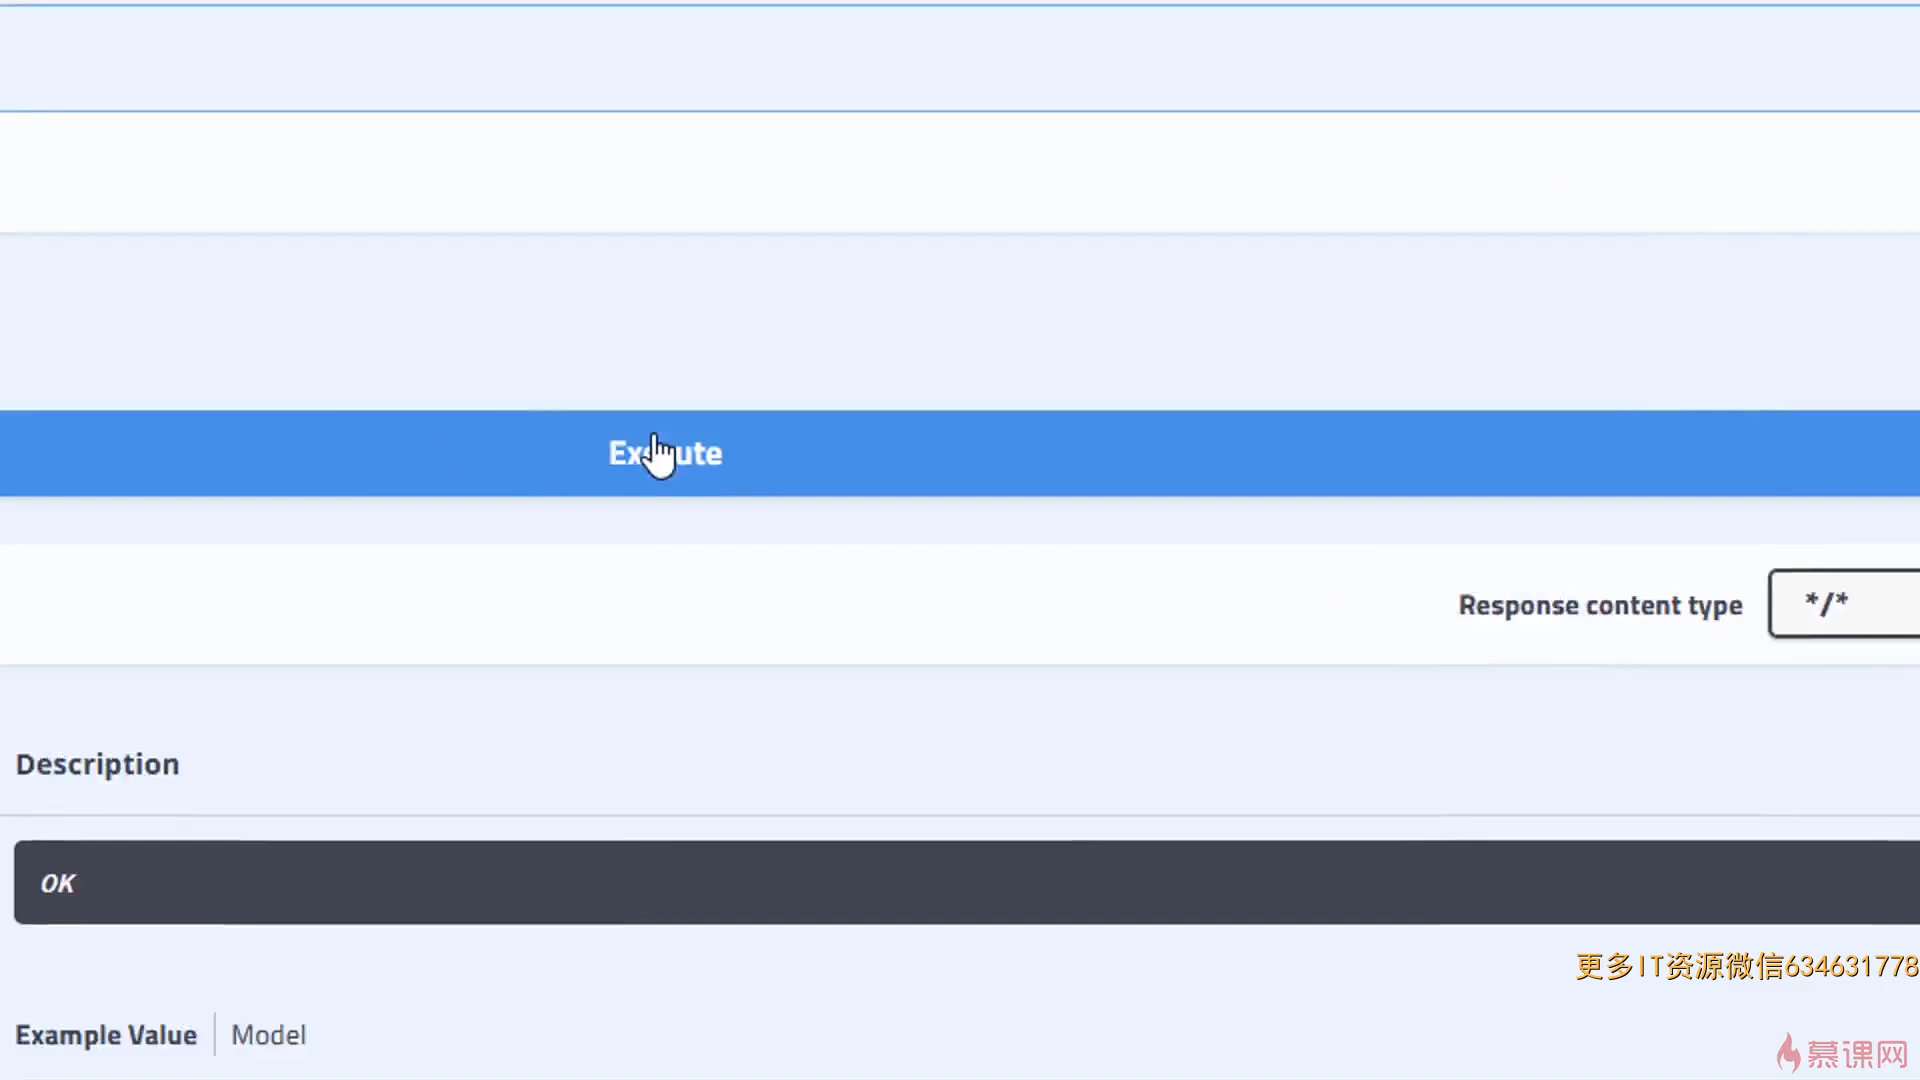 Execute
Response content type
*/*
Description
OK
更多IT资源微信634631778
Example Value
Model
慕课网